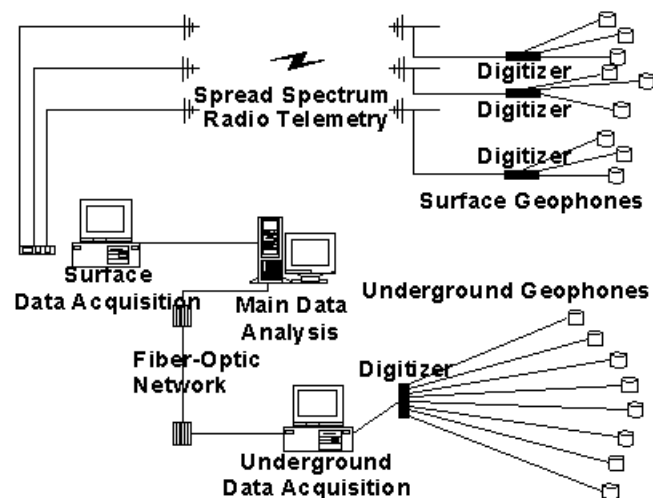 Digitizer
Spread Spectrum
Radio Telemetry
Digitizer
Digitizer
Surface Geophones
Surface
Data Acquisition
Main Data
Analysis
Underground Geophones
Fiber-Optic
Network
Digitizer
Underground
Data Acquisition